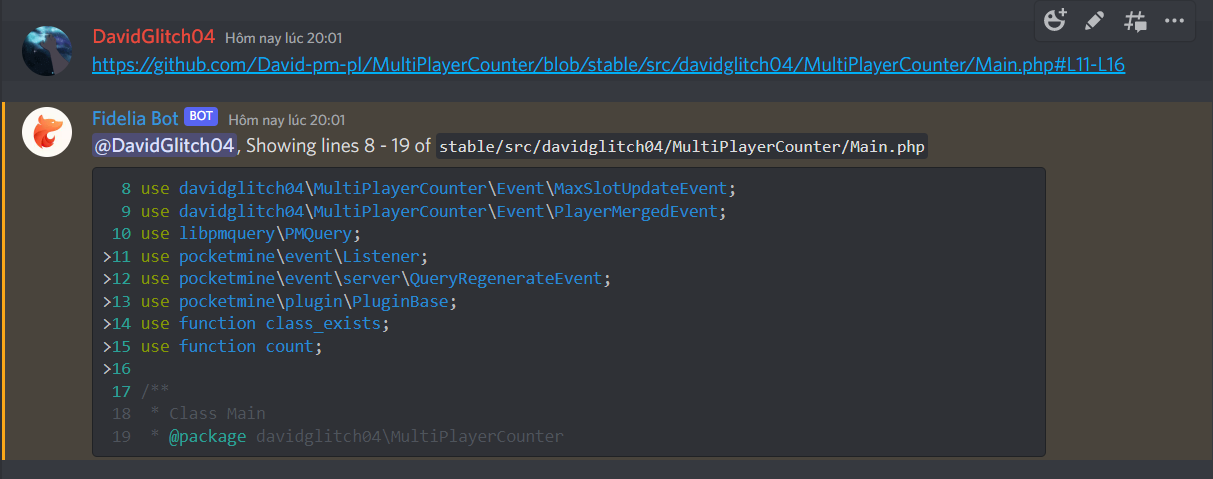 DavidGlitch04 Hôm nay lúc 20:01
https://github.com/David-pm-pl/MultiPlayerCounter/blob/stable/src/davidglitch04/MultiPlayerCounter/Main.php#L11-L16
Fidelia Bot BOT Hôm nay lúc 20:01
@DavidGlitch04, Showing lines 8 - 19 of stable/src/davidglitch04/MultiPlayerCounter/Main.php
8 use davidglitch04\MultiPlayerCounter\Event\MaxSlotUpdateEvent;
9 use davidglitch04\MultiPlayerCounter\Event\PlayerMergedEvent;
10 use libpmquery\PMQuery;
>11 use pocketmine\event\Listener;
>12 use pocketmine\event\server\QueryRegenerateEvent;
>13 use pocketmine\plugin\PluginBase;
>14 use function class_exists;
>15 use function count;
>16
17 /**
18 * Class Main
19 * @package davidglitch04\MultiPlayerCounter